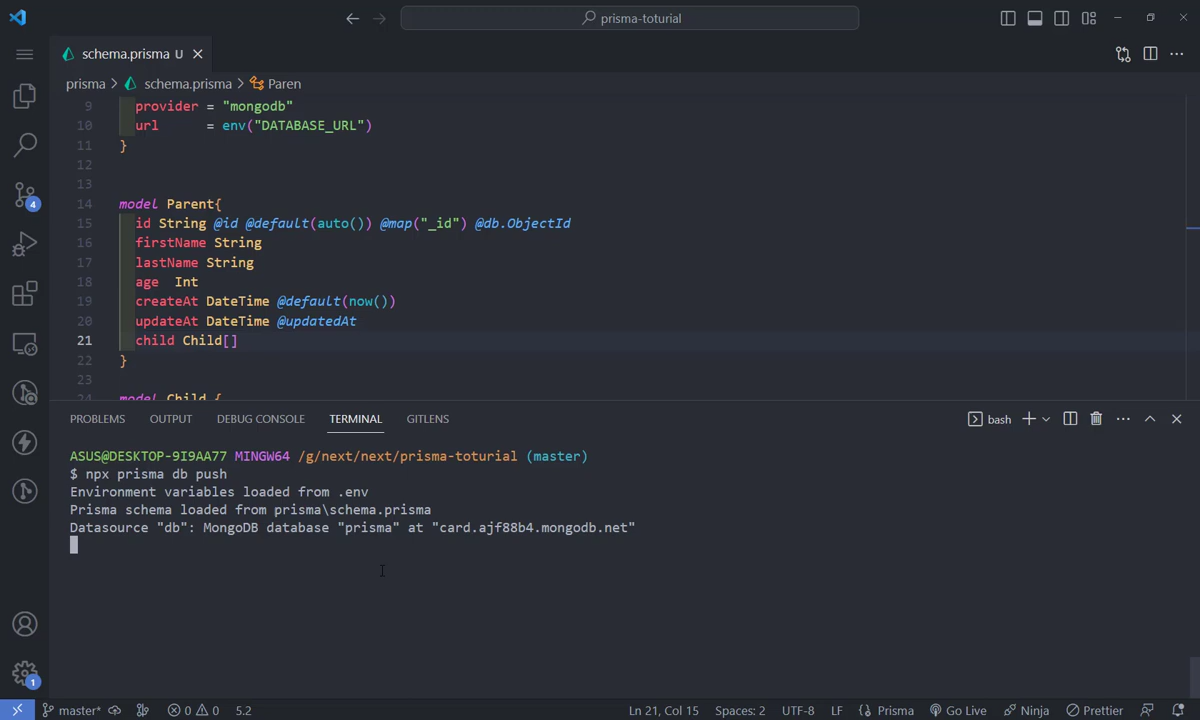 prisma-toturial
schema.prisma U
prisma > schema.prisma > Paren
9 provider = "mongodb"
10 url = env("DATABASE_URL")
11 }
12
13
14 model Parent{
15 id String @id @default(auto()) @map("_id") @db.ObjectId
16 firstName String
17 lastName String
18 age Int
19 createAt DateTime @default(now())
20 updateAt DateTime @updatedAt
21 child Child[]
22 }
23
24 model Child {
4
1
PROBLEMS OUTPUT DEBUG CONSOLE TERMINAL GITLENS
bash
ASUS@DESKTOP-9I9AA77 MINGW64 /g/next/next/prisma-toturial (master)
$ npx prisma db push
Environment variables loaded from .env
Prisma schema loaded from prisma\schema.prisma
Datasource "db": MongoDB database "prisma" at "card.ajf88b4.mongodb.net"
master* 0 0 5.2 Ln 21, Col 15 Spaces: 2 UTF-8 LF Prisma Go Live Ninja Prettier